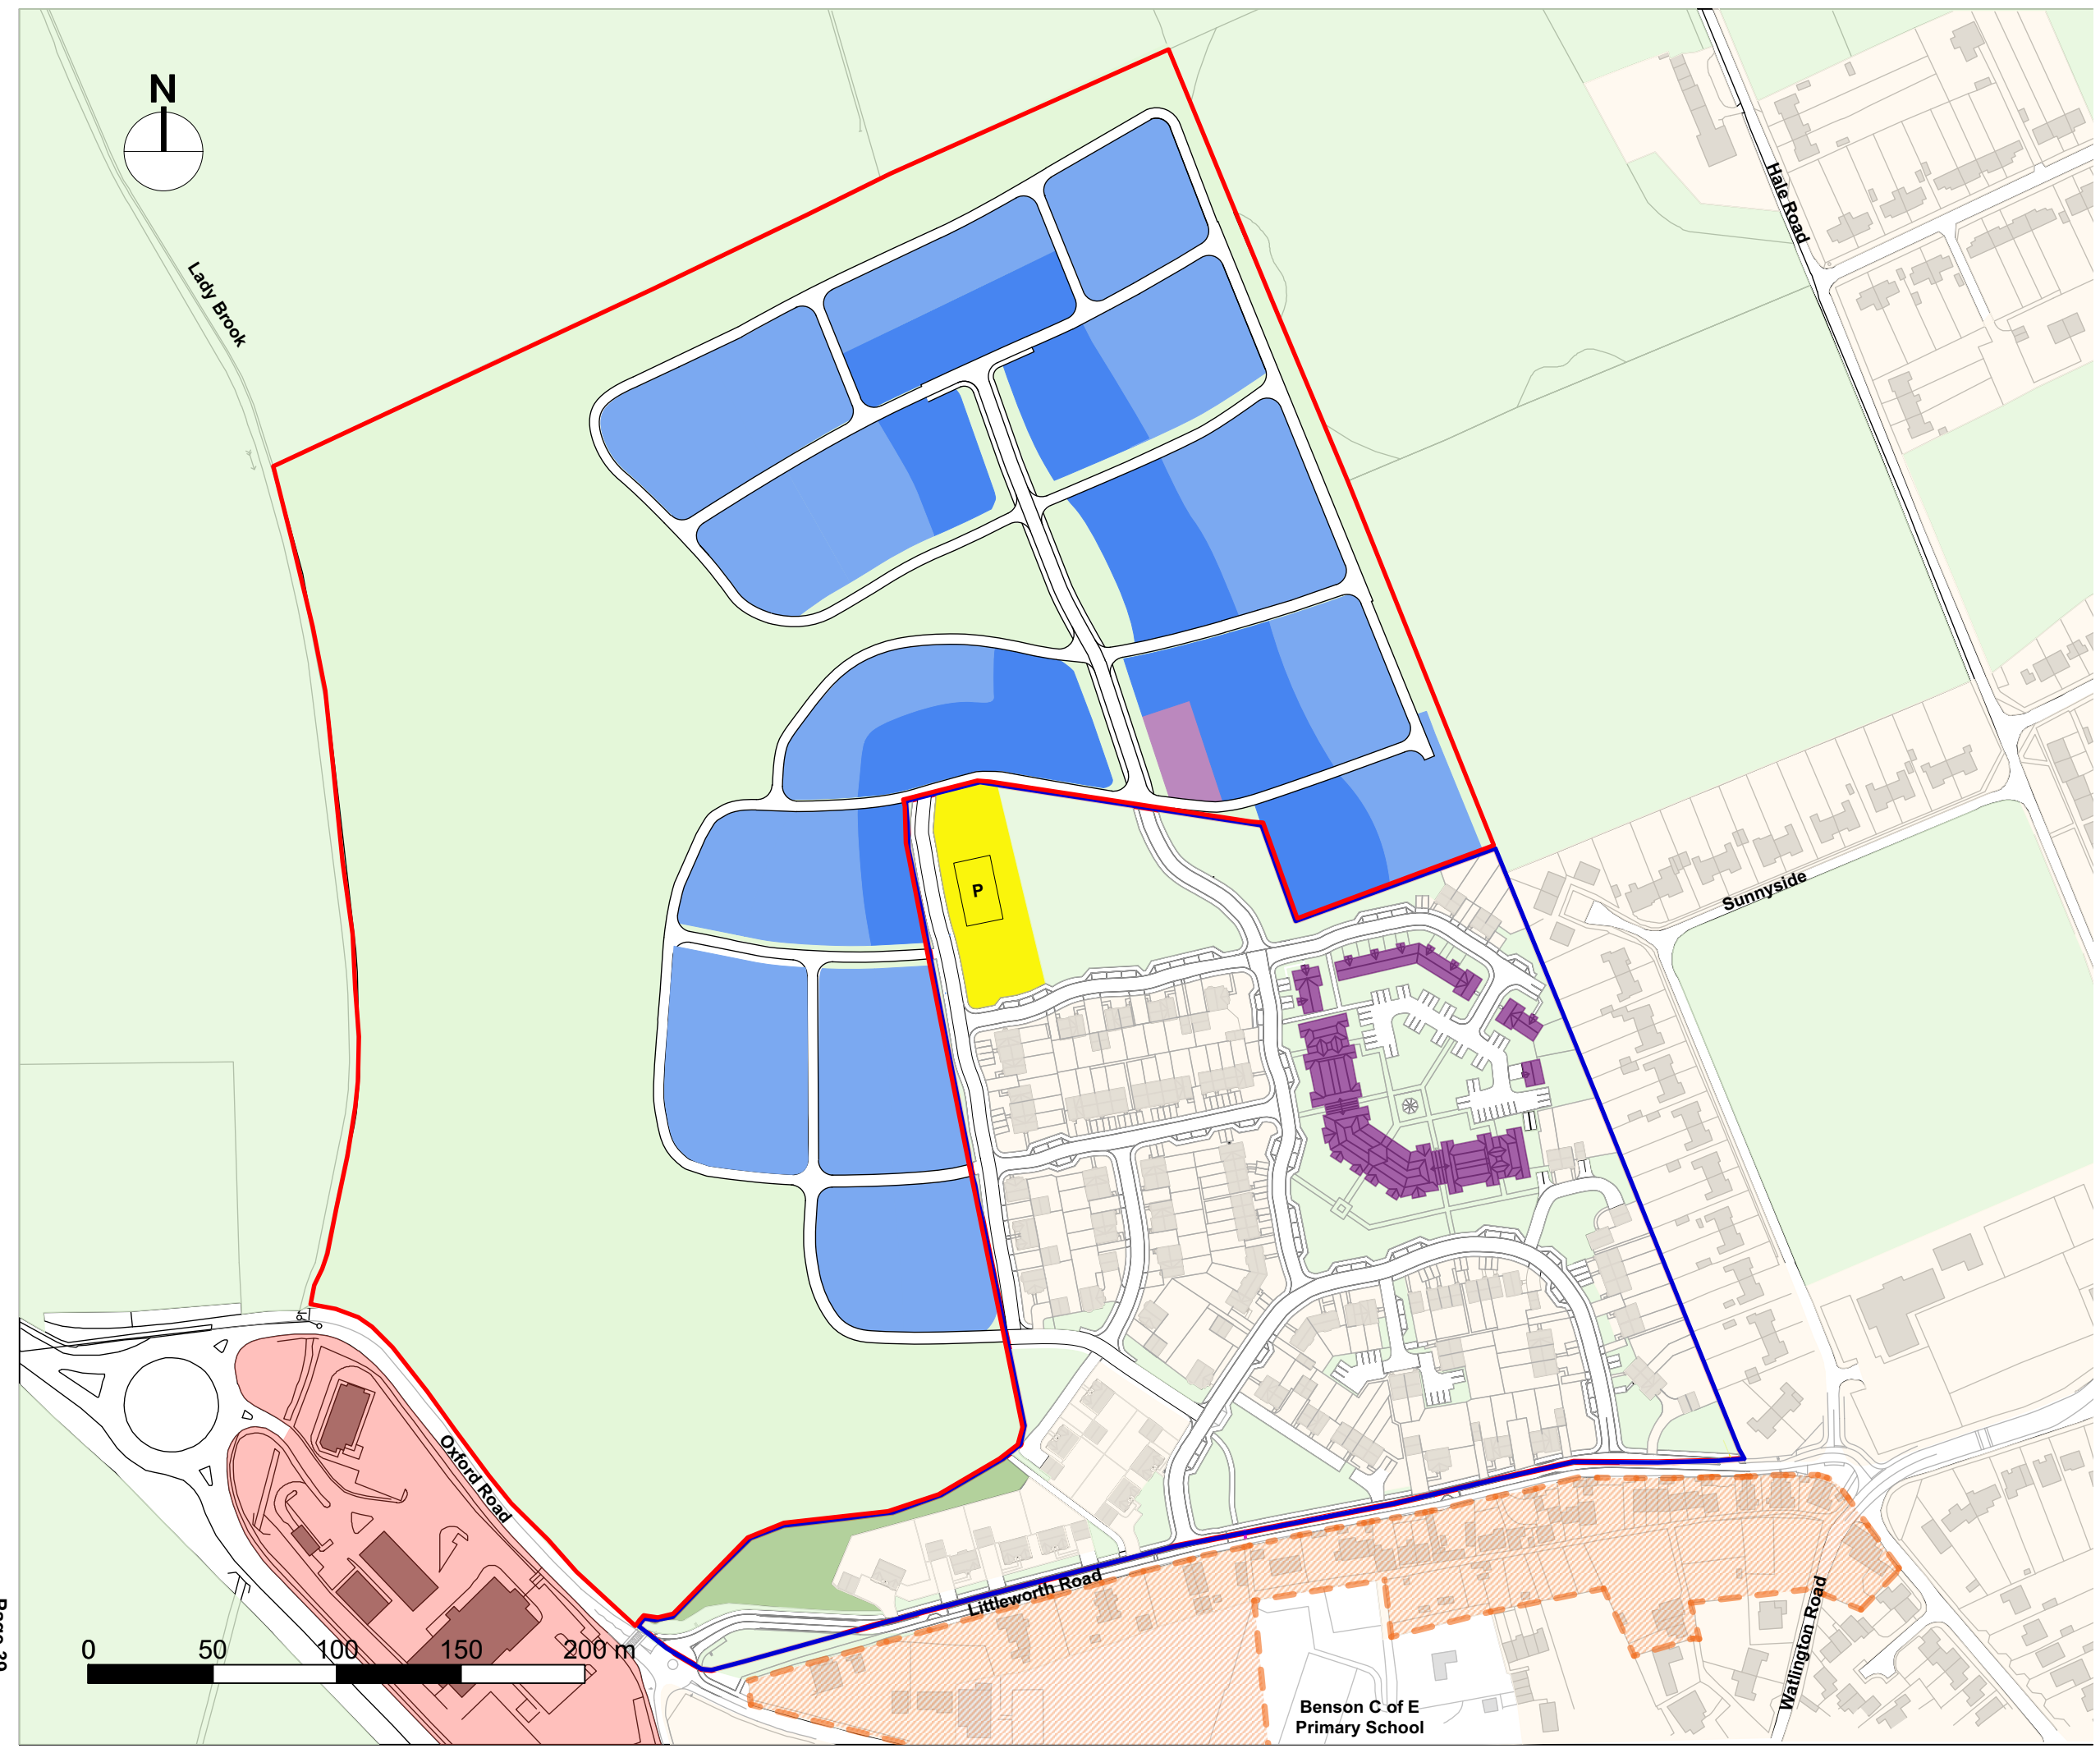 N
Hale Road
Lady Brook
P
Sunnyside
Oxford Road
Littleworth Road
0 50 100 150 200 m
Watlington Road
Benson C of E
Primary School